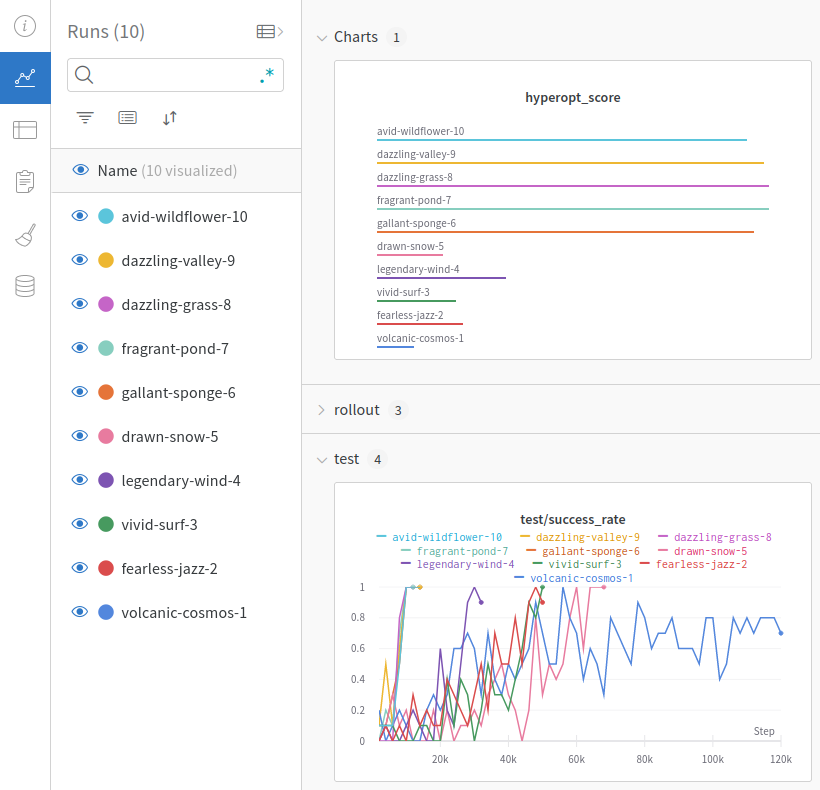 Runs (10)
.*
Name (10 visualized)
avid-wildflower-10
dazzling-valley-9
dazzling-grass-8
fragrant-pond-7
gallant-sponge-6
drawn-snow-5
legendary-wind-4
vivid-surf-3
fearless-jazz-2
volcanic-cosmos-1
Charts 1
hyperopt_score
avid-wildflower-10
dazzling-valley-9
dazzling-grass-8
fragrant-pond-7
gallant-sponge-6
drawn-snow-5
legendary-wind-4
vivid-surf-3
fearless-jazz-2
volcanic-cosmos-1
rollout 3
test 4
test/success_rate
avid-wildflower-10 dazzling-valley-9 dazzling-grass-8
fragrant-pond-7 gallant-sponge-6 drawn-snow-5
legendary-wind-4 vivid-surf-3 fearless-jazz-2
volcanic-cosmos-1
1
0.8
0.6
0.4
0.2
0
Step
20k 40k 60k 80k 100k 120k